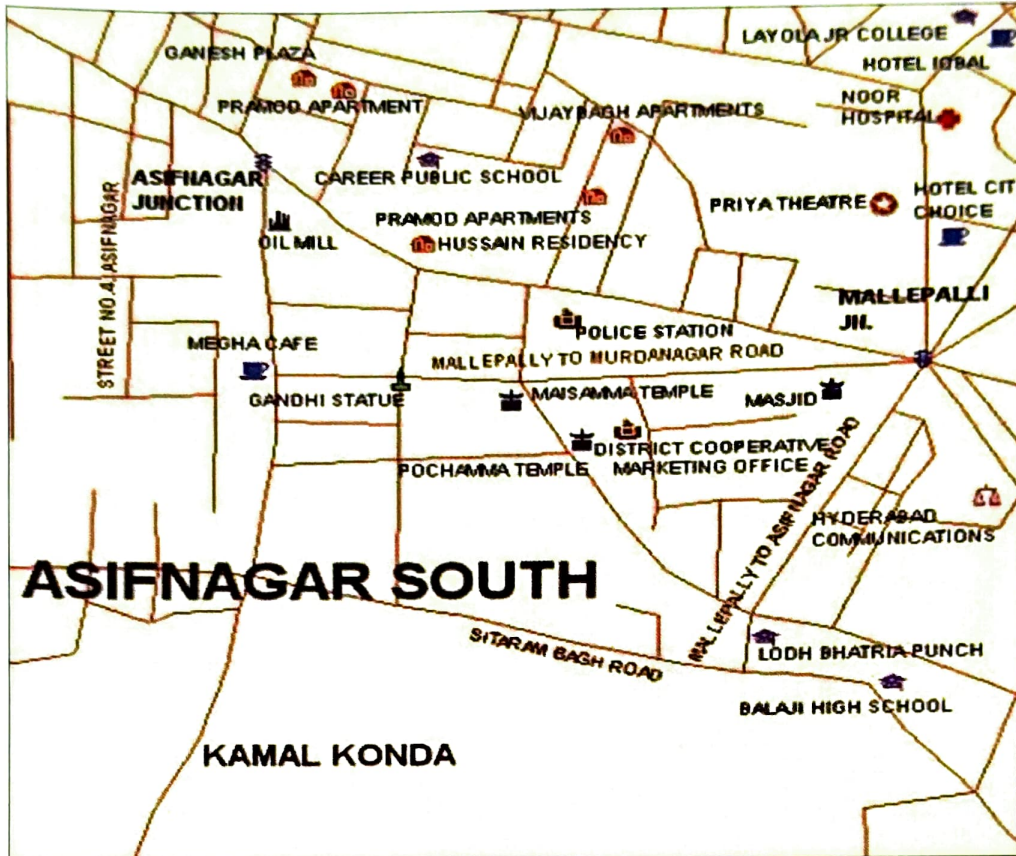 LAYOLA JR COLLEGE
GANESH PLAZA
HOTEL IQBAL
PRAMOD APARTMENT
NOOR
HOSPITAL
VIJAYBAGH APARTMENTS
ASIFNAGAR
JUNCTION
CAREER PUBLIC SCHOOL
HOTEL CIT
CHOICE
PRIYA THEATRE
PRAMOD APARTMENTS
OIL MILL
HUSSAIN RESIDENCY
STREET NO.4, ASIFNAGAR
MALLEPALLI
JN.
POLICE STATION
MEGHA CAFE
MALLEPALLY TO MURDANAGAR ROAD
GANDHI STATUE
MAISAMMA TEMPLE
MASJID
DISTRICT COOPERATIVE
MARKETING OFFICE
POCHAMMA TEMPLE
MALLEPALLY TO ASIFNAGAR ROAD
HYDERABAD
COMMUNICATIONS
ASIFNAGAR SOUTH
SITARAM BAGH ROAD
LODH BHATRIA PUNCH
BALAJI HIGH SCHOOL
KAMAL KONDA